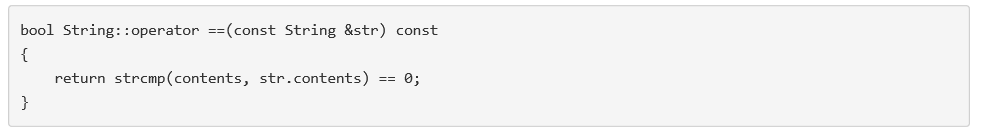 bool String::operator ==(const String &str) const
{
    return strcmp(contents, str.contents) == 0;
}